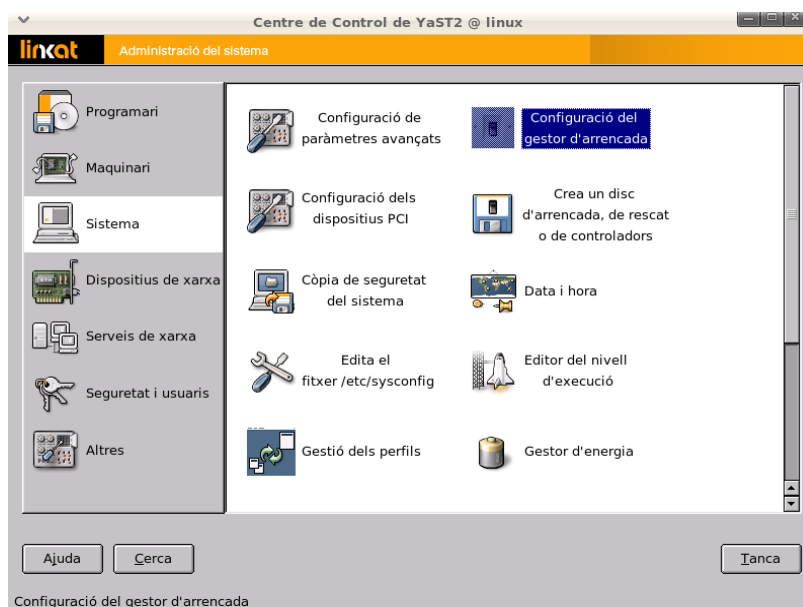 Centre de Control de YaST2 @ linux
linkat
Administració del sistema
Programari
Maquinari
Sistema
Dispositius de xarxa
Serveis de xarxa
Seguretat i usuaris
Altres
Configuració de
paràmetres avançats
Configuració del
gestor d'arrencada
Configuració dels
dispositius PCI
Crea un disc
d'arrencada, de rescat
o de controladors
Còpia de seguretat
del sistema
Data i hora
Edita el
fitxer /etc/sysconfig
Editor del nivell
d'execució
Gestió dels perfils
Gestor d'energia
Ajuda
Cerca
Tanca
Configuració del gestor d'arrencada